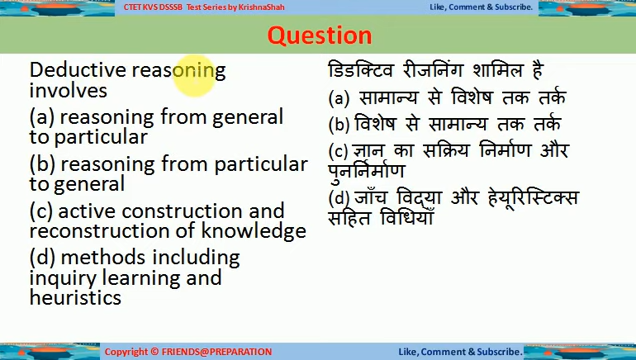 CTET KVS DSSSB Test Series by KrishnaShah
Like, Comment & Subscribe.
Question
Deductive reasoning
involves
(a) reasoning from general
to particular
(b) reasoning from particular
to general
(c) active construction and
reconstruction of knowledge
(d) methods including
inquiry learning and
heuristics
डिडक्टिव रीजनिंग शामिल है
(a) सामान्य से विशेष तक तर्क
(b) विशेष से सामान्य तक तर्क
(c) ज्ञान का सक्रिय निर्माण और
पुनर्निर्माण
(d) जाँच विद्या और हेयूरिस्टिक्स
सहित विधियाँ
Copyright © FRIENDS@PREPARATION
Like, Comment & Subscribe.